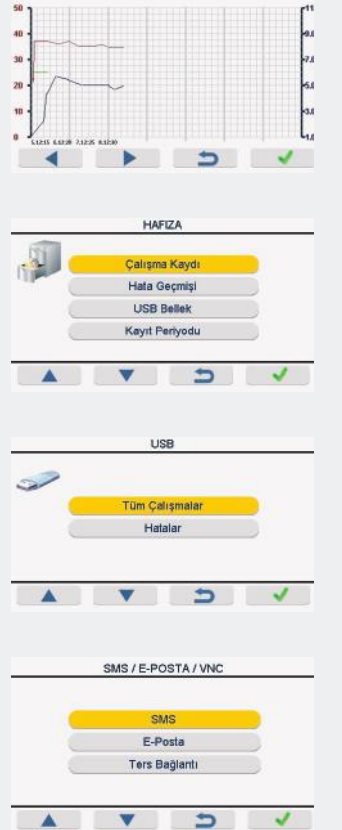 50
40
30
20
10
0
HAFIZA
Çalışma Kaydı
Hata Geçmişi
USB Bellek
Kayıt Periyodu
USB
Tüm Çalışmalar
Hatalar
SMS / E-POSTA / VNC
SMS
E-Posta
Ters Bağlantı